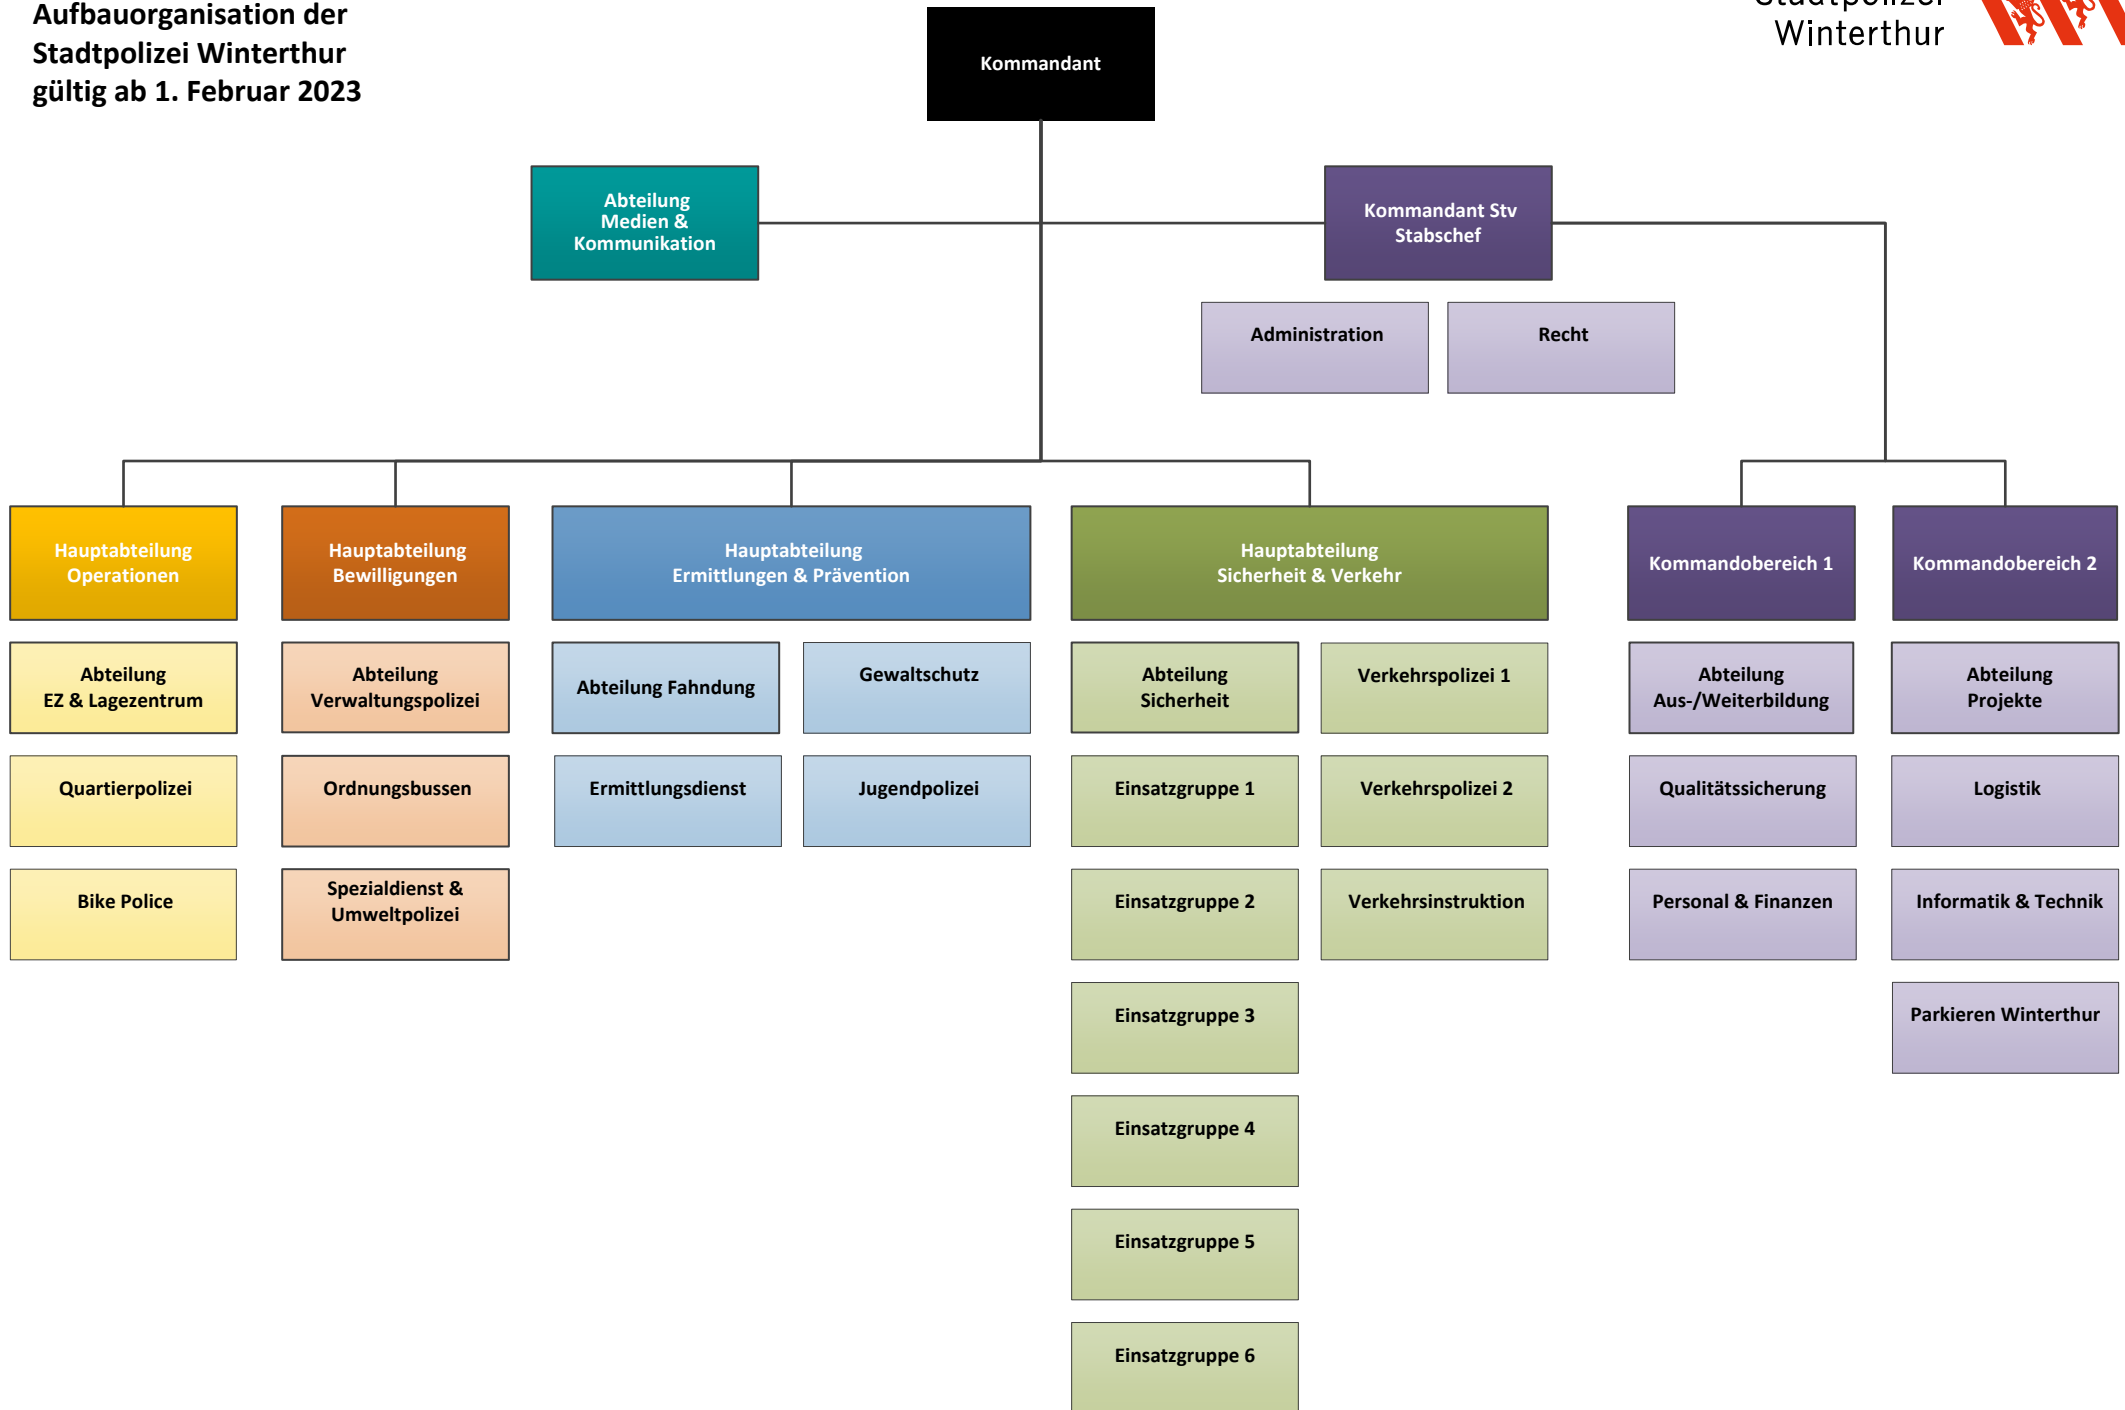 Aufbauorganisation der
Stadtpolizei Winterthur
gültig ab 1. Februar 2023
Stadtpolizei
Winterthur
Kommandant
Abteilung
Medien &
Kommunikation
Kommandant Stv
Stabschef
Administration
Recht
Hauptabteilung
Operationen
Hauptabteilung
Bewilligungen
Hauptabteilung
Ermittlungen & Prävention
Hauptabteilung
Sicherheit & Verkehr
Kommandobereich 1
Kommandobereich 2
Abteilung
EZ & Lagezentrum
Abteilung
Verwaltungspolizei
Abteilung Fahndung
Gewaltschutz
Abteilung
Sicherheit
Verkehrspolizei 1
Abteilung
Aus-/Weiterbildung
Abteilung
Projekte
Quartierpolizei
Ordnungsbussen
Ermittlungsdienst
Jugendpolizei
Einsatzgruppe 1
Verkehrspolizei 2
Qualitätssicherung
Logistik
Bike Police
Spezialdienst &
Umweltpolizei
Einsatzgruppe 2
Verkehrsinstruktion
Personal & Finanzen
Informatik & Technik
Einsatzgruppe 3
Parkieren Winterthur
Einsatzgruppe 4
Einsatzgruppe 5
Einsatzgruppe 6